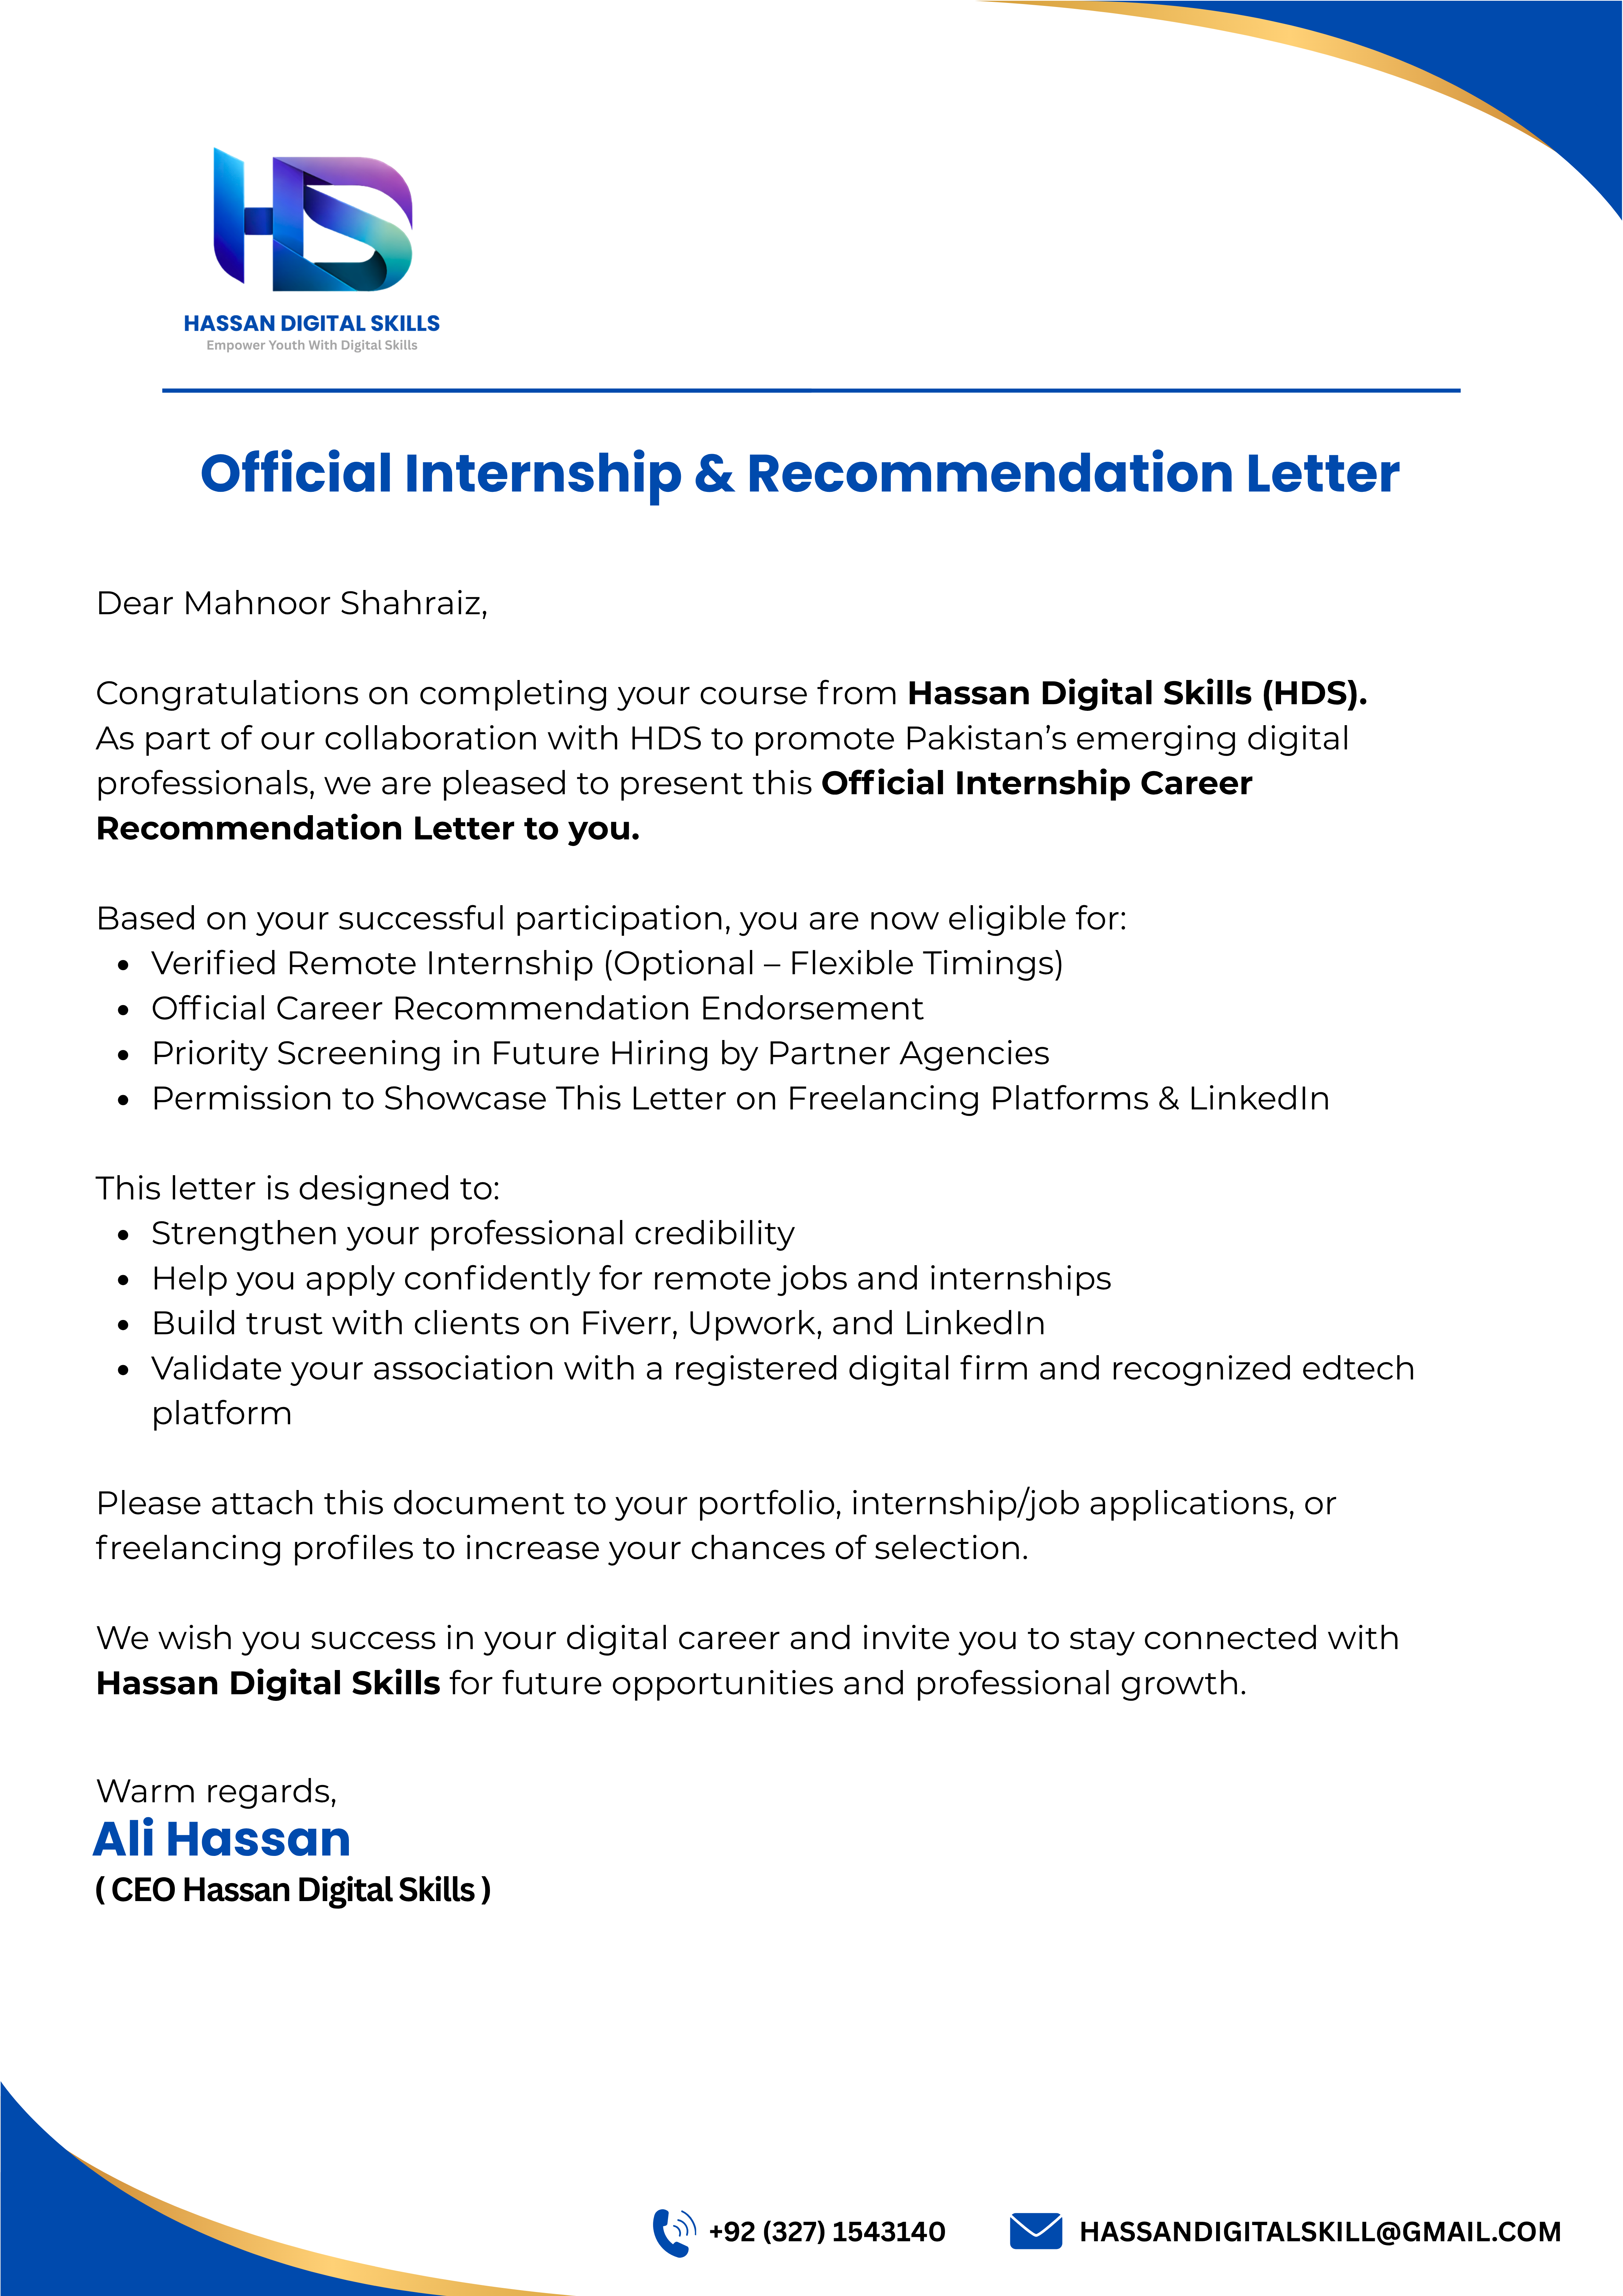 HDS
HASSAN DIGITAL SKILLS
Empower Youth With Digital Skills
Official Internship & Recommendation Letter
Dear Mahnoor Shahraiz,
Congratulations on completing your course from Hassan Digital Skills (HDS).
As part of our collaboration with HDS to promote Pakistan’s emerging digital
professionals, we are pleased to present this Official Internship Career
Recommendation Letter to you.
Based on your successful participation, you are now eligible for:
• Verified Remote Internship (Optional – Flexible Timings)
• Official Career Recommendation Endorsement
• Priority Screening in Future Hiring by Partner Agencies
• Permission to Showcase This Letter on Freelancing Platforms & LinkedIn
This letter is designed to:
• Strengthen your professional credibility
• Help you apply confidently for remote jobs and internships
• Build trust with clients on Fiverr, Upwork, and LinkedIn
• Validate your association with a registered digital firm and recognized edtech
platform
Please attach this document to your portfolio, internship/job applications, or
freelancing profiles to increase your chances of selection.
We wish you success in your digital career and invite you to stay connected with
Hassan Digital Skills for future opportunities and professional growth.
Warm regards,
Ali Hassan
( CEO Hassan Digital Skills )
+92 (327) 1543140
HASSANDIGITALSKILL@GMAIL.COM